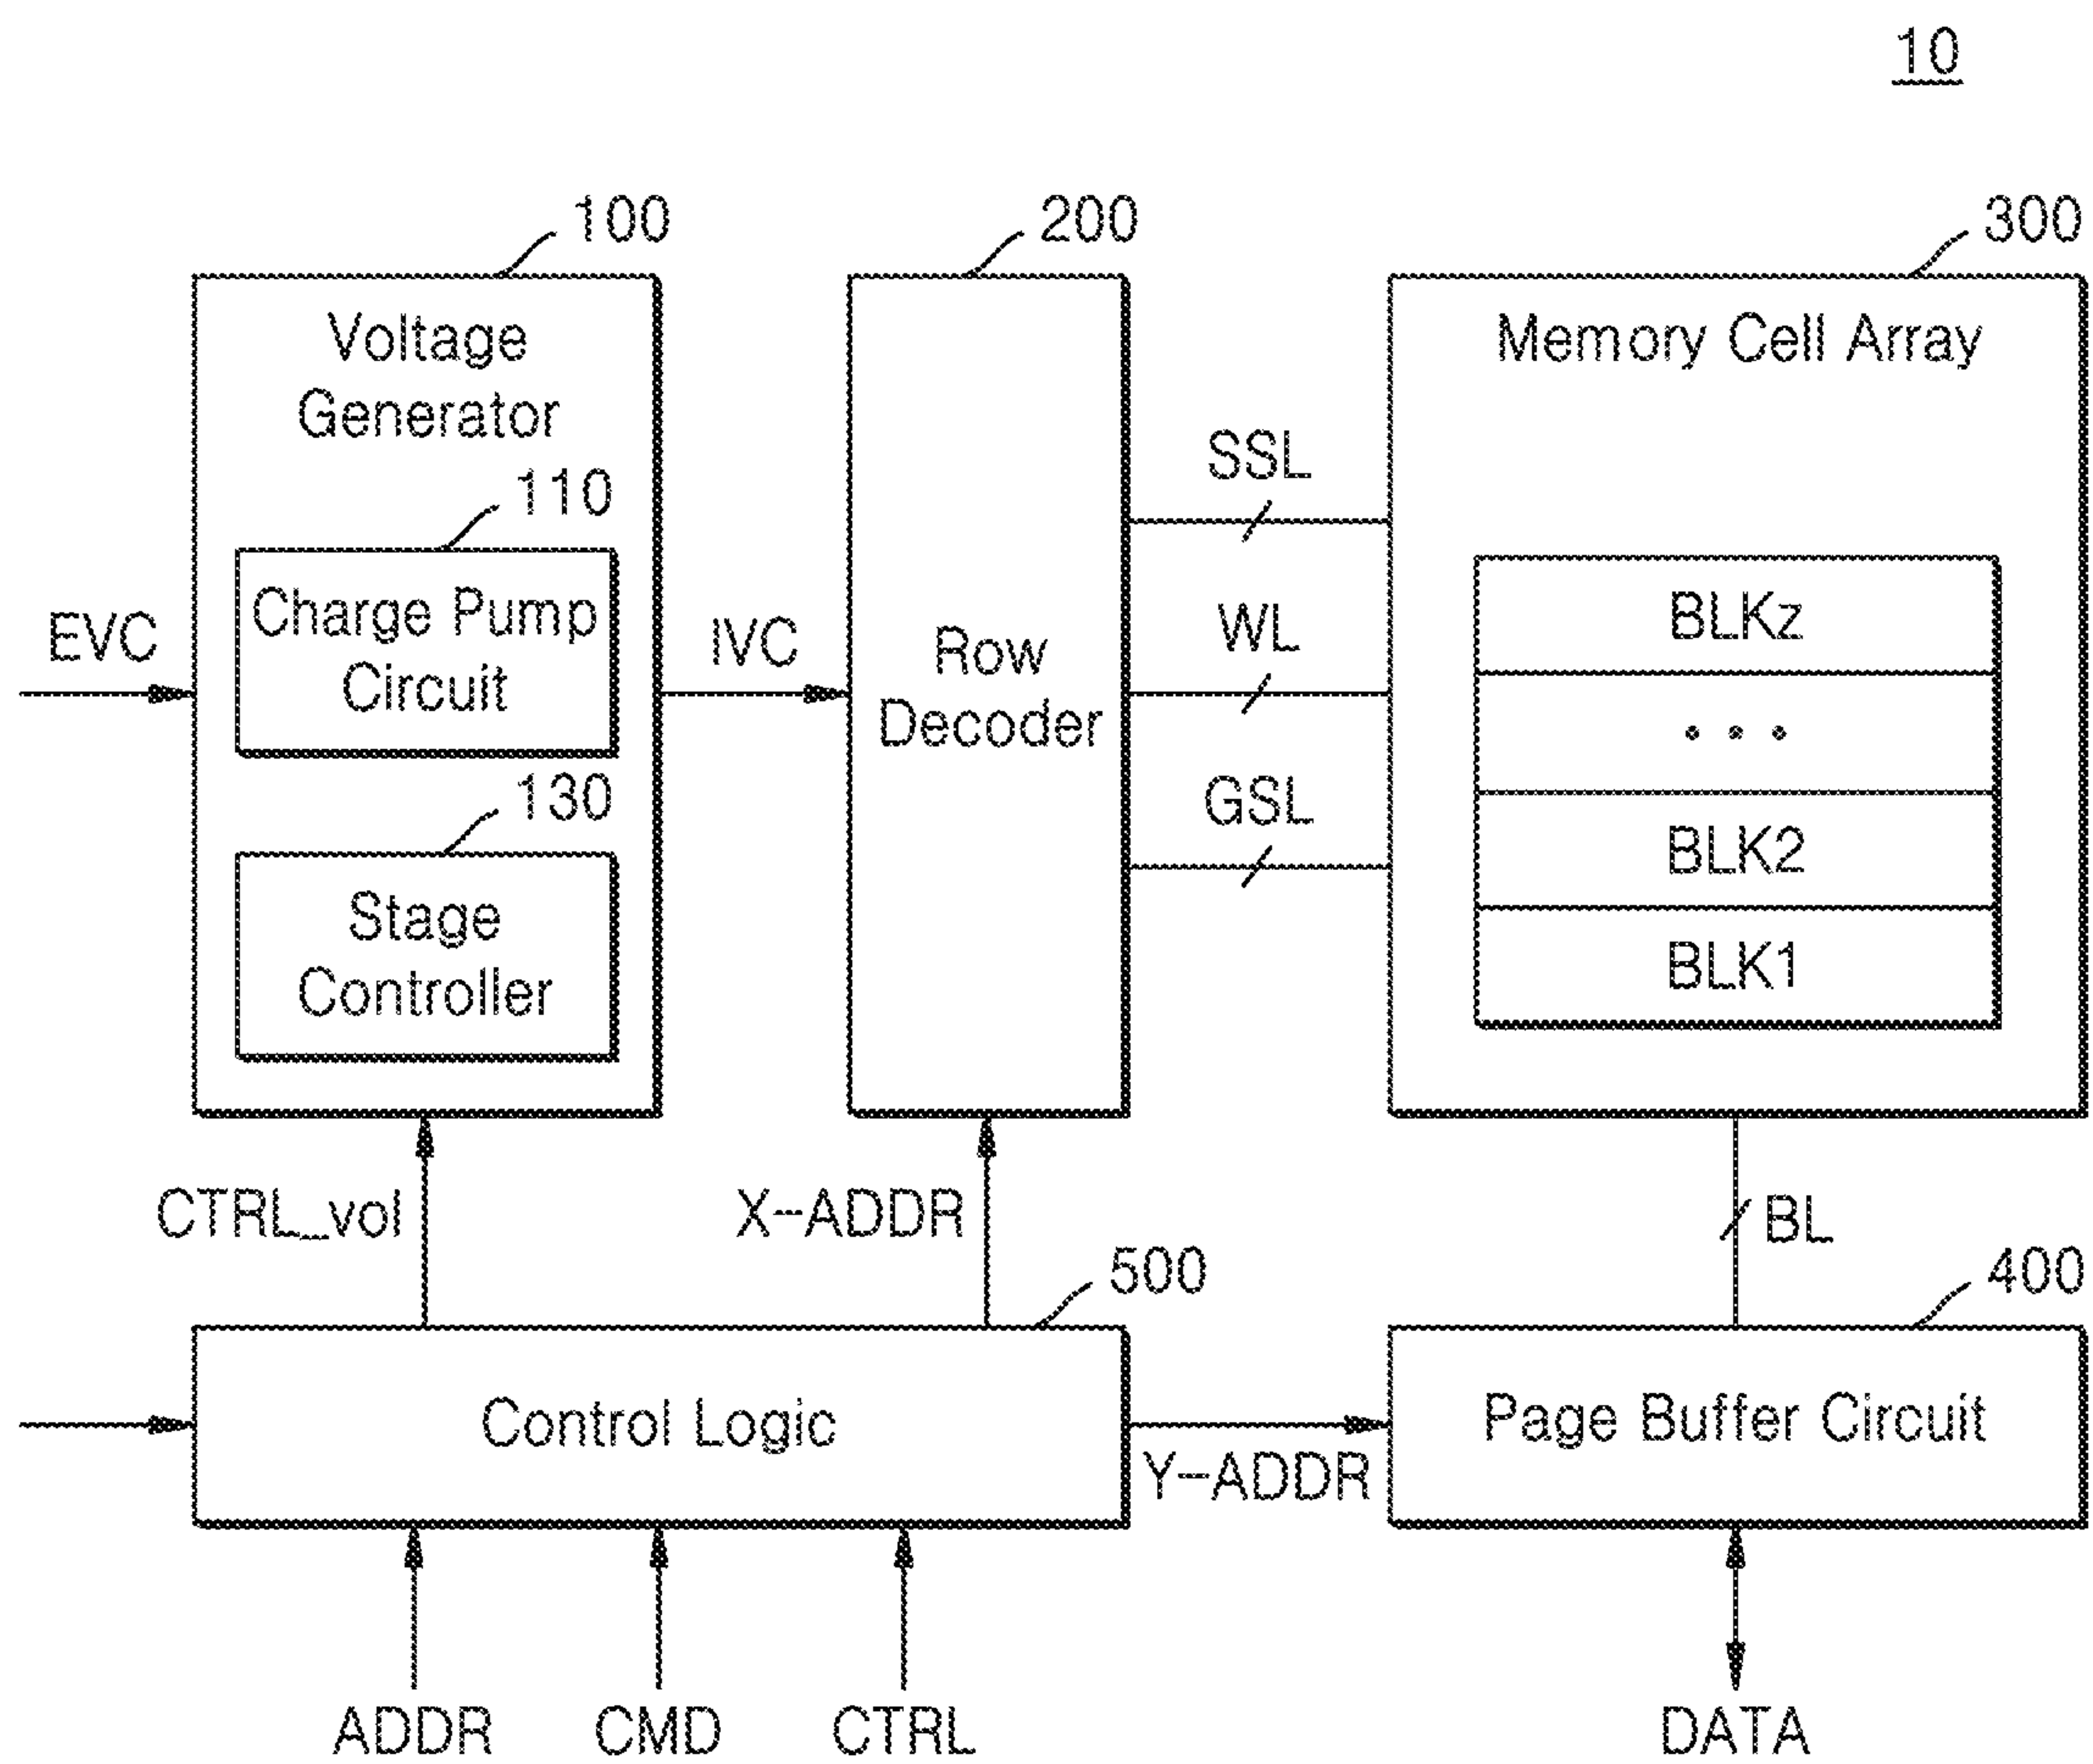 10
100
200
300
Voltage
Generator
Memory Cell Array
110
SSL
Charge Pump
Circuit
EVC
IVC
Row
Decoder
WL
BLKz
. . .
130
GSL
BLK2
Stage
Controller
BLK1
CTRL_vol
X-ADDR
BL
500
400
Control Logic
Page Buffer Circuit
Y-ADDR
ADDR
CMD
CTRL
DATA